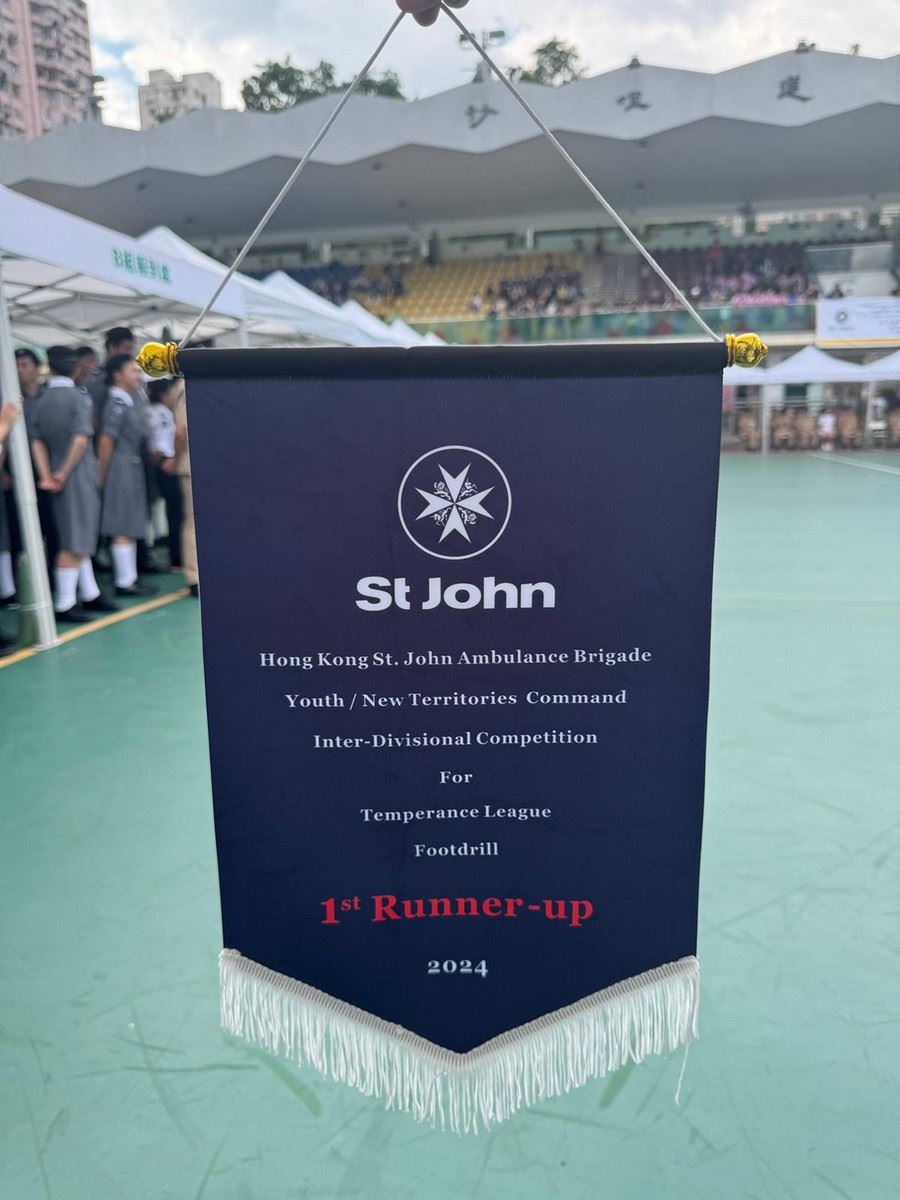 St John
Hong Kong St. John Ambulance Brigade
Youth / New Territories Command
Inter-Divisional Competition
For
Temperance League
Footdrill
1st Runner-up
2024